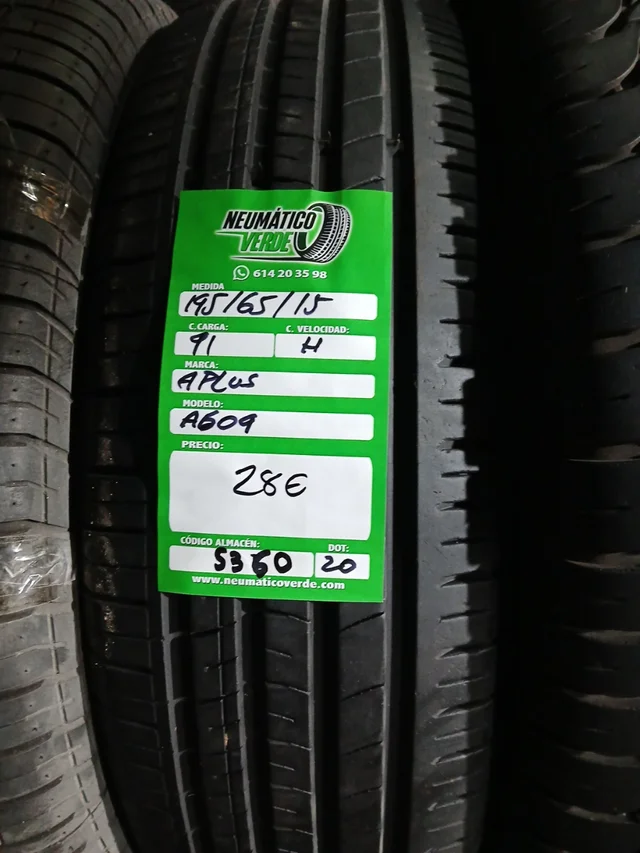 NEUMÁTICO
VERDE
614 20 35 98
MEDIDA
195/65/15
C.CARGA: C. VELOCIDAD:
91 H
MARCA:
APLUS
MODELO:
A609
PRECIO:
28€
CÓDIGO ALMACÉN: DOT:
5360 20
www.neumaticoverde.com